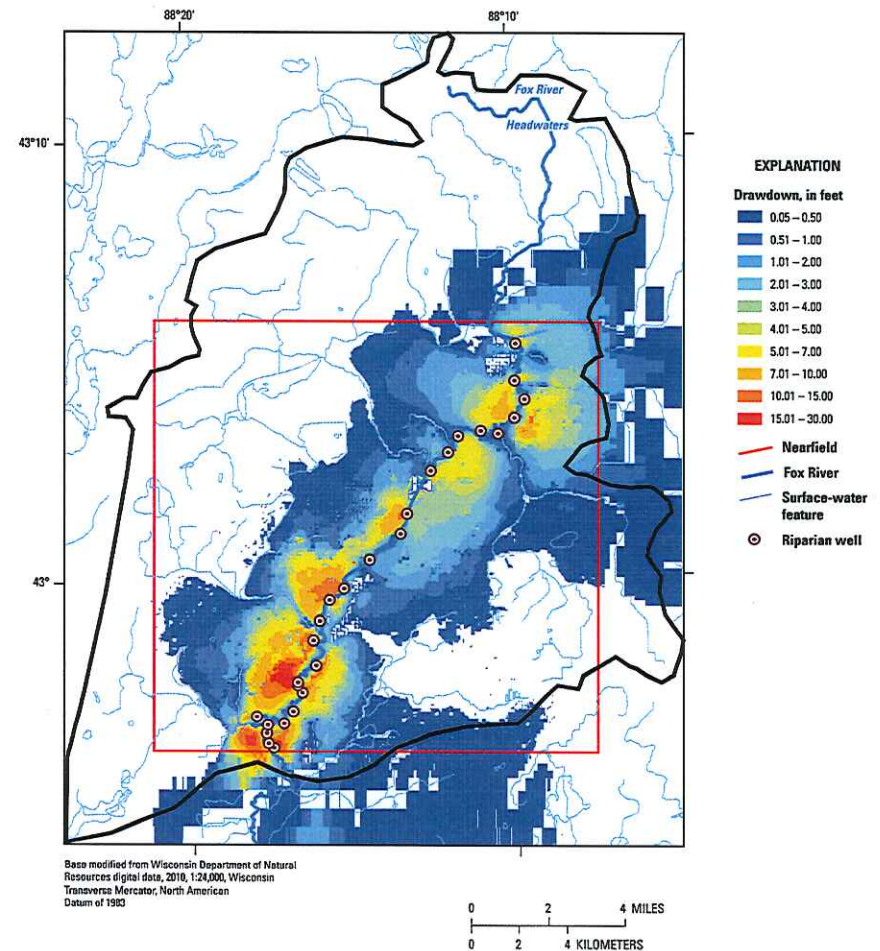 88°20'
88°10'
43°10'
43°
Fox River
Headwaters
EXPLANATION
Drawdown, in feet
0.05 – 0.50
0.51 – 1.00
1.01 – 2.00
2.01 – 3.00
3.01 – 4.00
4.01 – 5.00
5.01 – 7.00
7.01 – 10.00
10.01 – 15.00
15.01 – 30.00
Nearfield
Fox River
Surface-water
feature
Riparian well
Base modified from Wisconsin Department of Natural
Resources digital data, 2010, 1:24,000, Wisconsin
Transverse Mercator, North American
Datum of 1983
0 2 4 MILES
0 2 4 KILOMETERS